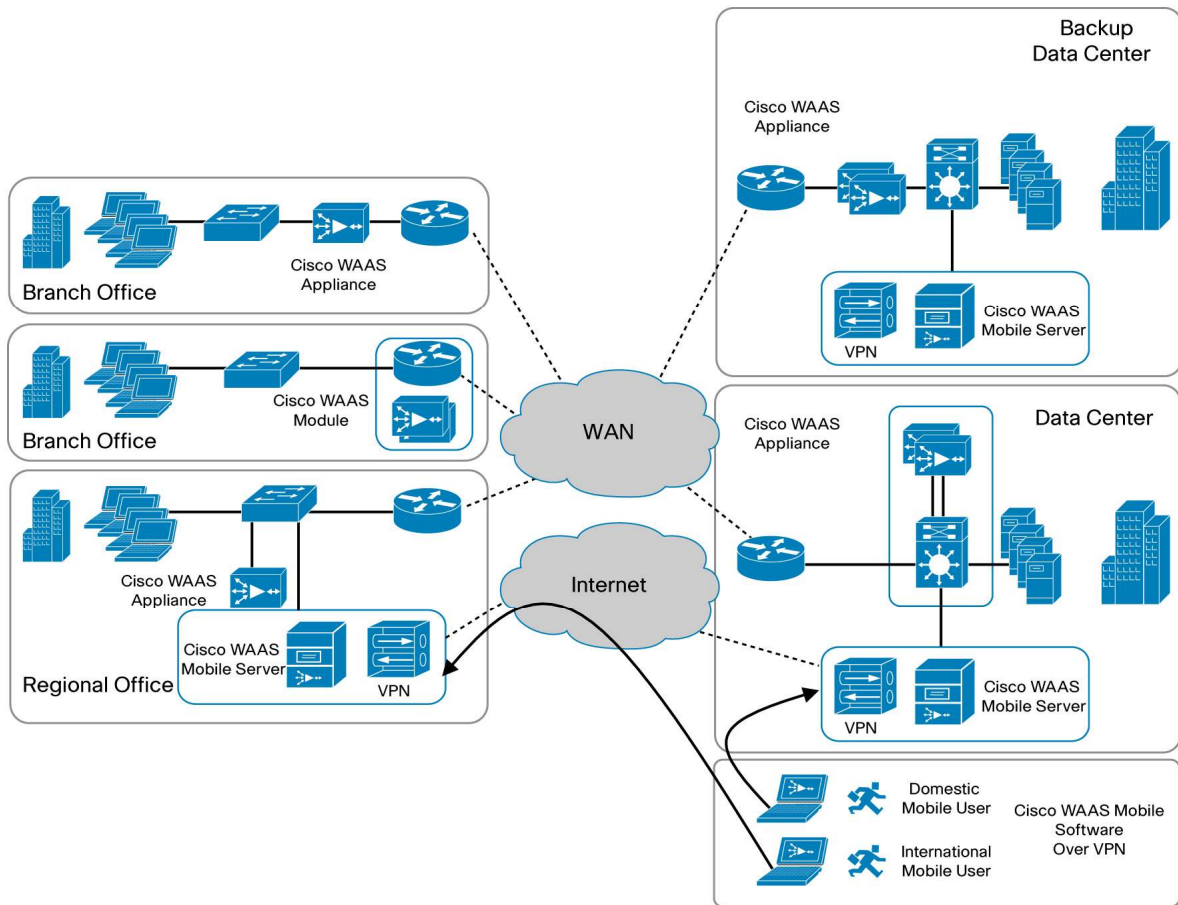 Backup
Data Center
Cisco WAAS
Appliance
VPN
Cisco WAAS
Mobile Server
Cisco WAAS
Appliance
Branch Office
Cisco WAAS
Module
Branch Office
WAN
Cisco WAAS
Appliance
Data Center
Internet
Cisco WAAS
Appliance
Cisco WAAS
Mobile Server
VPN
Regional Office
VPN
Cisco WAAS
Mobile Server
Domestic
Mobile User
International
Mobile User
Cisco WAAS Mobile
Software
Over VPN